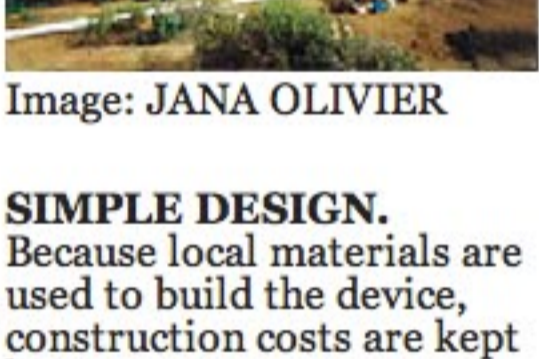 Image: JANA OLIVIER
SIMPLE DESIGN.
Because local materials are
used to build the device,
construction costs are kept